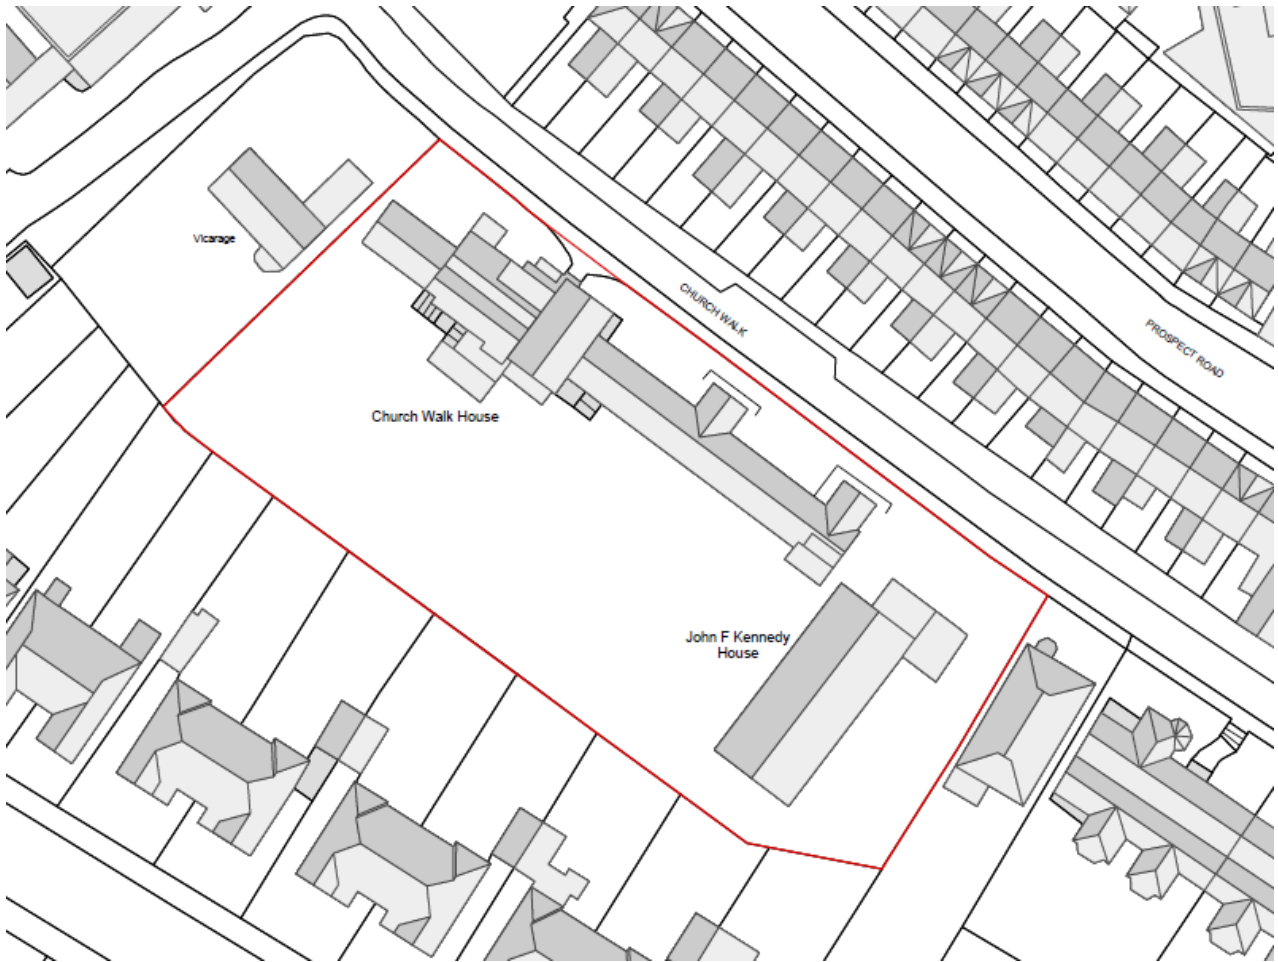 Vicarage
CHURCH WALK
PROSPECT ROAD
Church Walk House
John F Kennedy
House